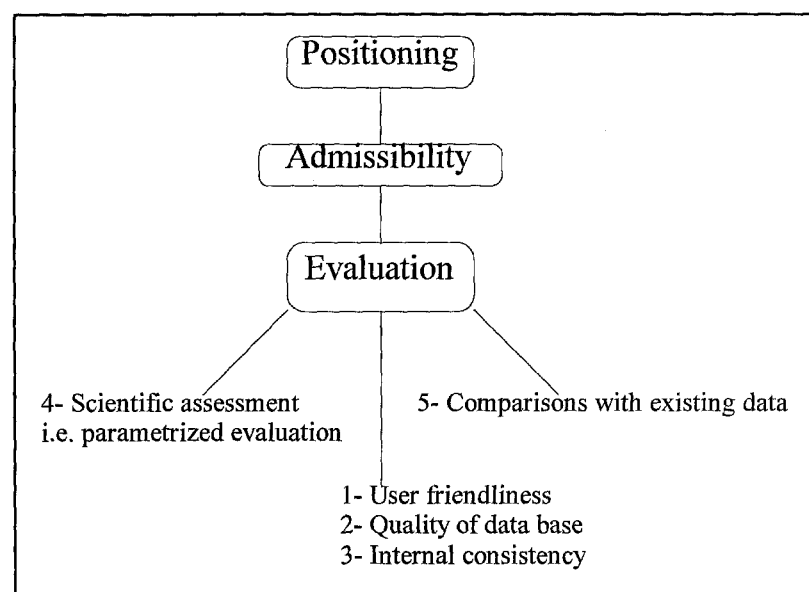 Positioning
Admissibility
Evaluation
4- Scientific assessment
i.e. parametrized evaluation
5- Comparisons with existing data
1- User friendliness
2- Quality of data base
3- Internal consistency